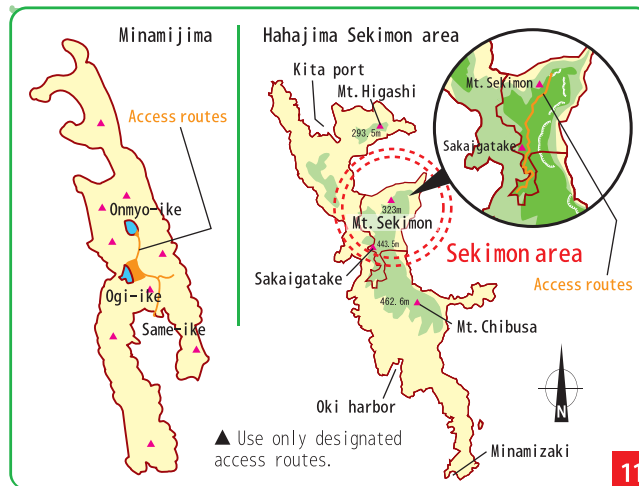 Minamijima
Access routes
Onmyo-ike
Ogi-ike
Same-ike
Hahajima Sekimon area
Kita port
Mt.Higashi
293.5m
323m
Mt.Sekimon
443.5m
Sakaigatake
462.6m
Mt.Chibusa
Oki harbor
Minamizaki
Mt.Sekimon
Sakaigatake
Sekimon area
Access routes
N
▲ Use only designated
access routes.
11